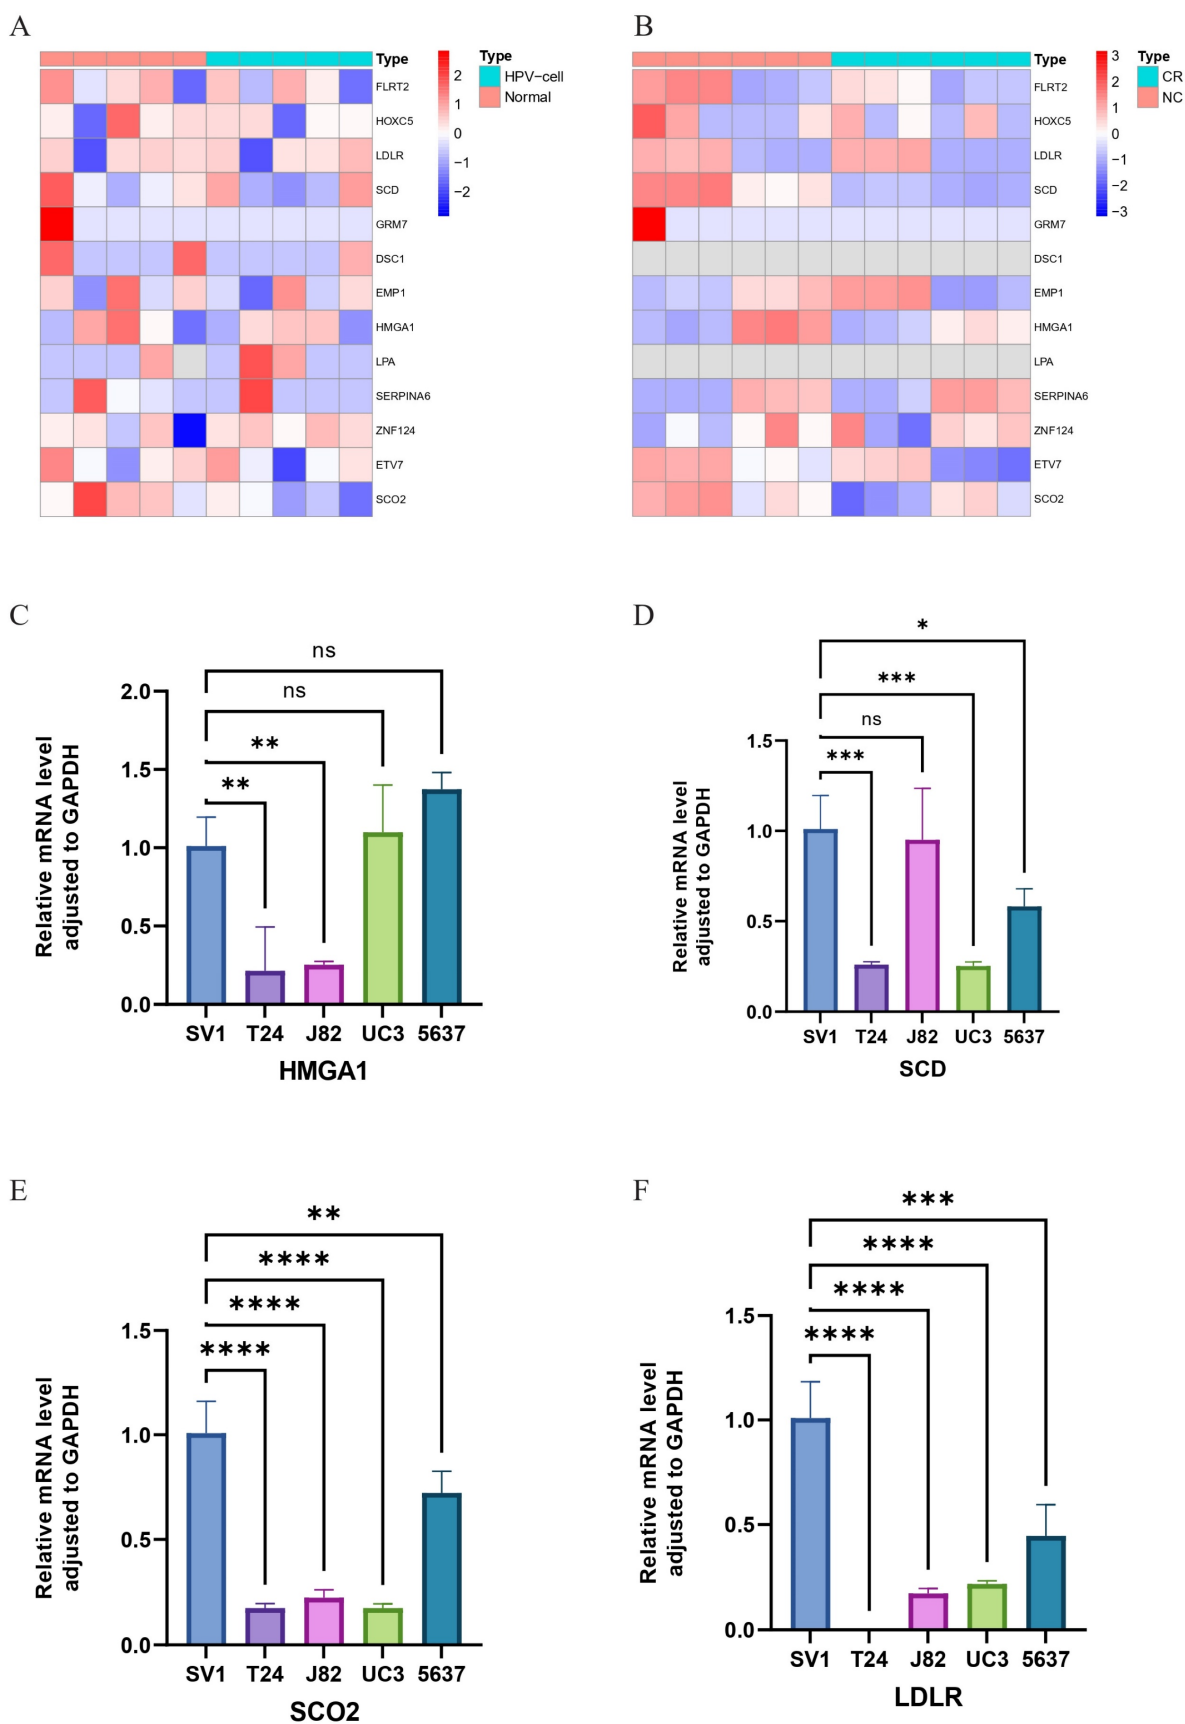 A
Type
FLRT2
HOXC5
LDLR
SCD
GRM7
DSC1
EMP1
HMGA1
LPA
SERPINA6
ZNF124
ETV7
SCO2
2
1
0
−1
−2
Type
HPV−cell
Normal
B
Type
FLRT2
HOXC5
LDLR
SCD
GRM7
DSC1
EMP1
HMGA1
LPA
SERPINA6
ZNF124
ETV7
SCO2
3
2
1
0
−1
−2
−3
Type
CR
NC
C
ns
ns
**
**
2.0
1.5
1.0
0.5
0.0
Relative mRNA level
adjusted to GAPDH
SV1 T24 J82 UC3 5637
HMGA1
D
*
***
ns
***
1.5
1.0
0.5
0.0
Relative mRNA level
adjusted to GAPDH
SV1 T24 J82 UC3 5637
SCD
E
**
****
****
****
1.5
1.0
0.5
0.0
Relative mRNA level
adjusted to GAPDH
SV1 T24 J82 UC3 5637
SCO2
F
***
****
****
****
1.5
1.0
0.5
0.0
Relative mRNA level
adjusted to GAPDH
SV1 T24 J82 UC3 5637
LDLR